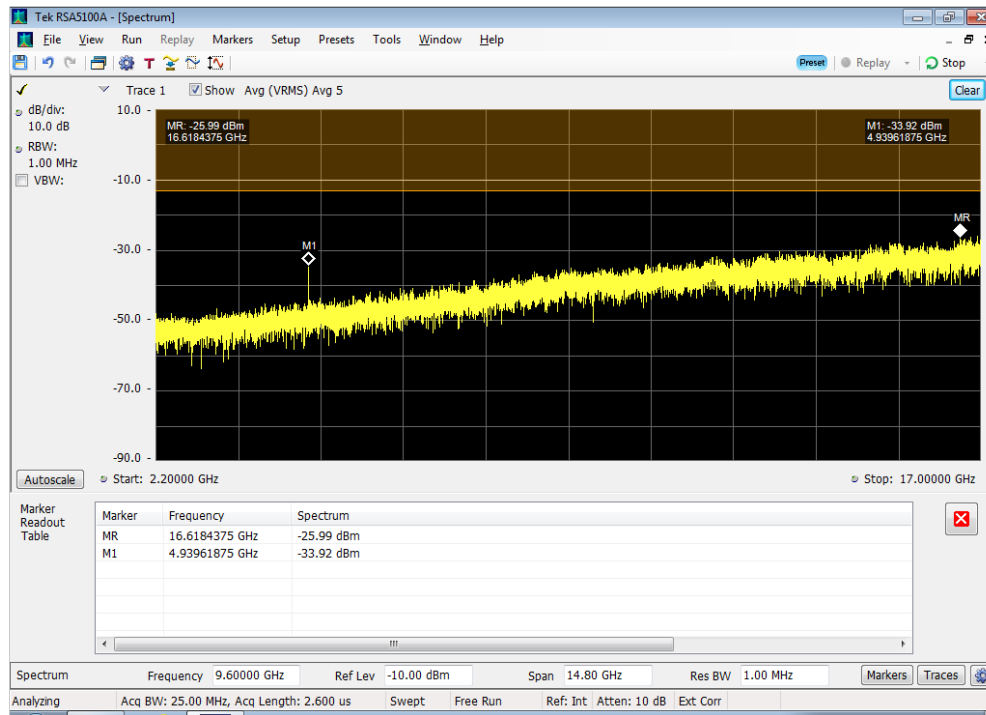 Tek RSA5100A - [Spectrum]
File View Run Replay Markers Setup Presets Tools Window Help
Preset Replay Stop
Trace 1 Show Avg (VRMS) Avg 5 Clear
dB/div:
10.0 dB
RBW:
1.00 MHz
VBW:
10.0
-10.0
-30.0
-50.0
-70.0
-90.0
MR: -25.99 dBm
16.6184375 GHz
M1: -33.92 dBm
4.93961875 GHz
MR
M1
Autoscale Start: 2.20000 GHz Stop: 17.00000 GHz
Marker
Readout
Table
Marker Frequency Spectrum
MR 16.6184375 GHz -25.99 dBm
M1 4.93961875 GHz -33.92 dBm
Spectrum Frequency 9.60000 GHz Ref Lev -10.00 dBm Span 14.80 GHz Res BW 1.00 MHz Markers Traces
Analyzing Acq BW: 25.00 MHz, Acq Length: 2.600 us Swept Free Run Ref: Int Atten: 10 dB Ext Corr